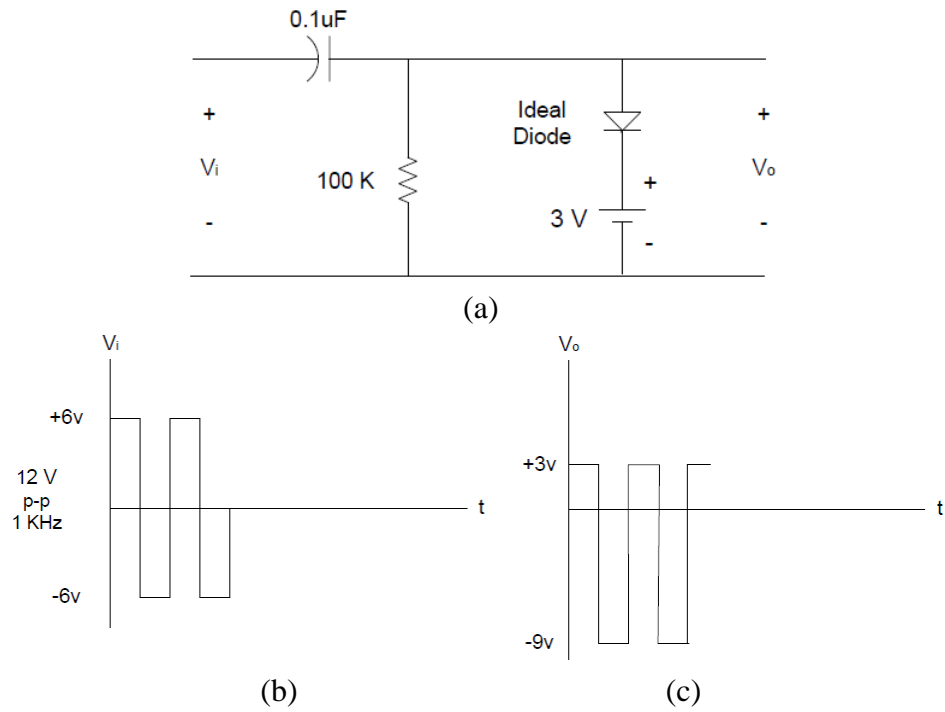 0.1uF
+
Vi
-
100 K
Ideal
Diode
+
3 V
-
+
Vo
-
(a)
Vi
+6v
12 V
p-p
1 KHz
-6v
t
(b)
Vo
+3v
-9v
t
(c)